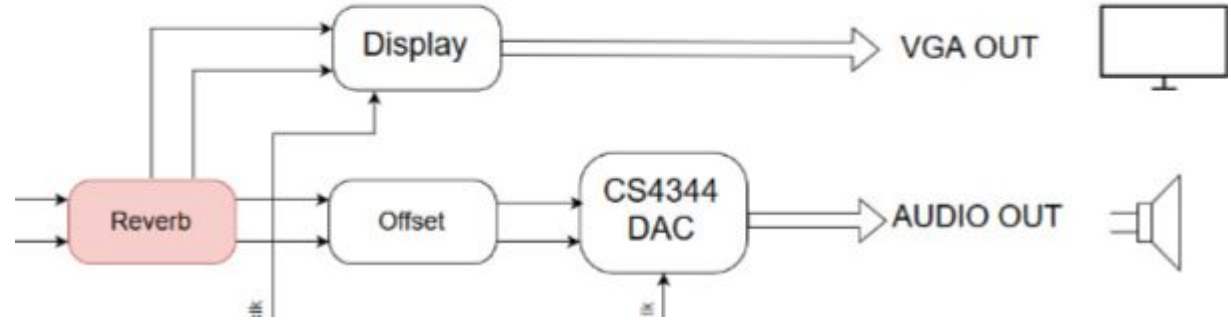 Display
VGA OUT
Reverb
Offset
CS4344
DAC
AUDIO OUT